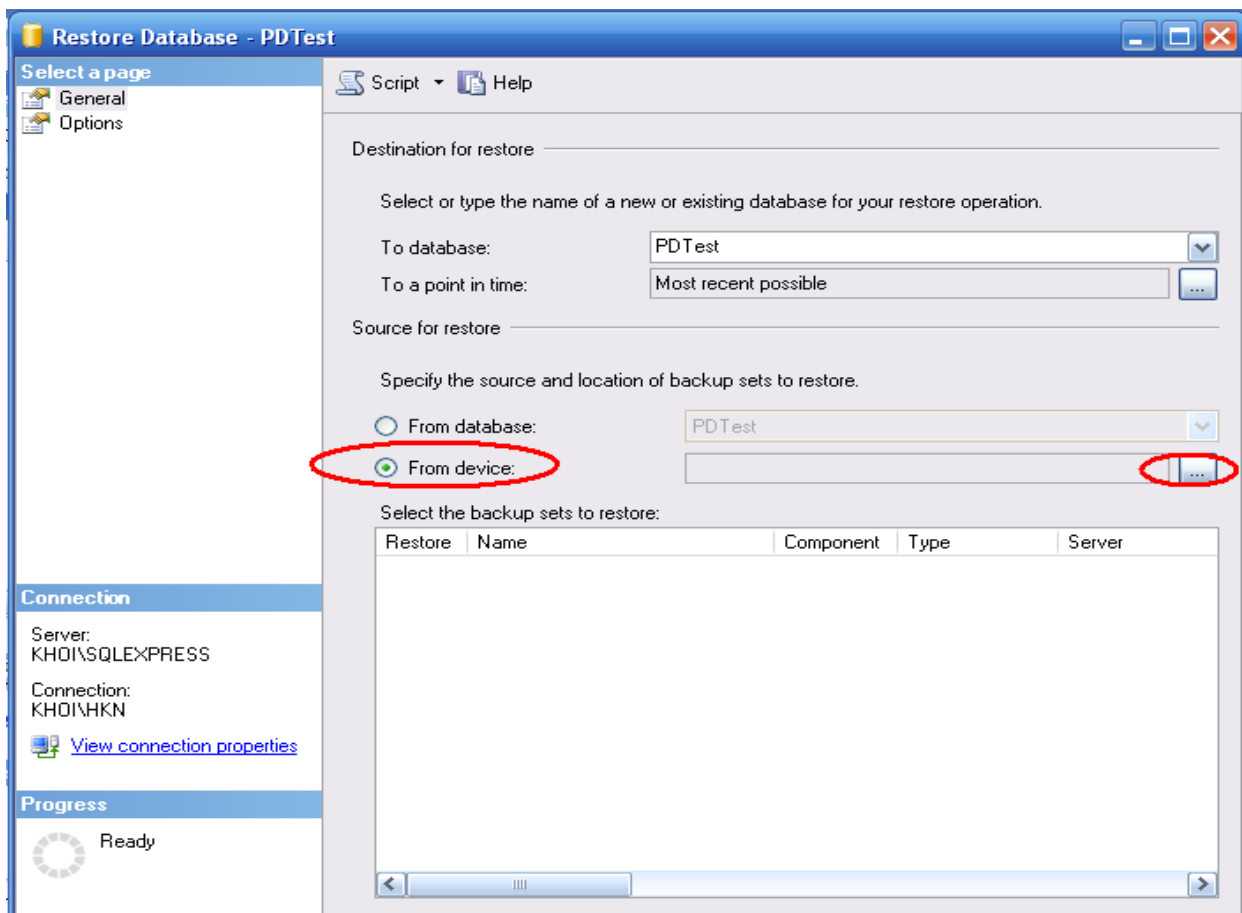 Restore Database - PDTest
Select a page
General
Options
Script Help
Destination for restore
Select or type the name of a new or existing database for your restore operation.
To database: PDTest
To a point in time: Most recent possible ...
Source for restore
Specify the source and location of backup sets to restore.
From database: PDTest
From device: ...
Select the backup sets to restore:
Restore Name Component Type Server
Connection
Server:
KHOI\SQLEXPRESS
Connection:
KHOI\HKN
View connection properties
Progress
Ready